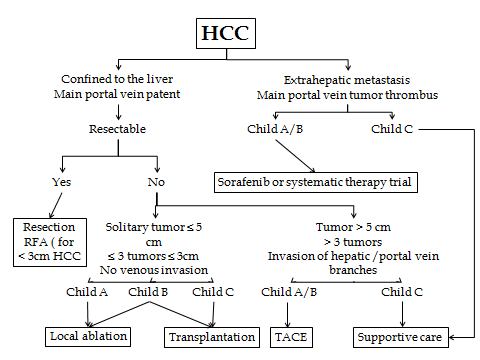 HCC
Confined to the liver
Main portal vein patent
Extrahepatic metastasis
Main portal vein tumor thrombus
Resectable
Child A/B
Child C
Yes
No
Sorafenib or systematic therapy trial
Resection
RFA ( for
< 3cm HCC
Solitary tumor ≤ 5
cm
≤ 3 tumors ≤ 3cm
No venous invasion
Tumor > 5 cm
> 3 tumors
Invasion of hepatic /portal vein
branches
Child A
Child B
Child C
Child A/B
Child C
Local ablation
Transplantation
TACE
Supportive care